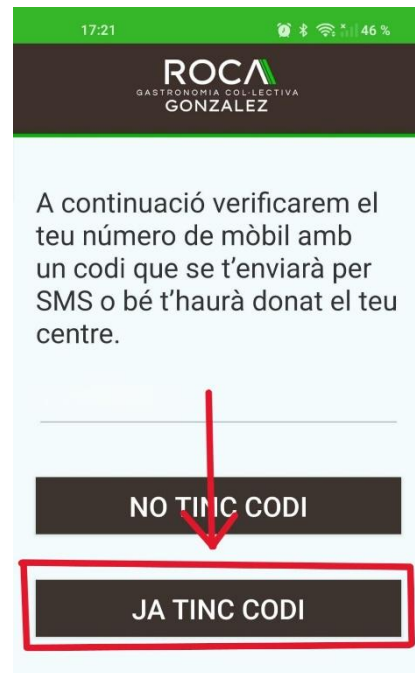 17:21
46 %
ROCA
GASTRONOMIA COL·LECTIVA
GONZALEZ
A continuació verificarem el
teu número de mòbil amb
un codi que se t'enviarà per
SMS o bé t'haurà donat el teu
centre.
NO TINC CODI
JA TINC CODI